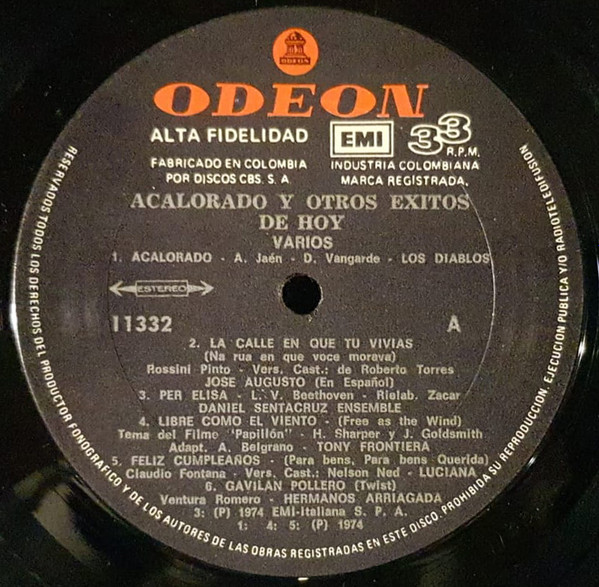 ODEON
ODEON
ALTA FIDELIDAD
EMI
33
R.P.M.
FABRICADO EN COLOMBIA
POR DISCOS CBS. S. A.
INDUSTRIA COLOMBIANA
MARCA REGISTRADA.
ACALORADO Y OTROS EXITOS
DE HOY
VARIOS
1. ACALORADO - A. Jaén - D. Vangarde - LOS DIABLOS
ESTEREO
11332
A
2. LA CALLE EN QUE TU VIVIAS
(Na rua en que voce morava)
Rossini Pinto - Vers. Cast.: de Roberto Torres
JOSE AUGUSTO (En Español)
3. PER ELISA - L. V. Beethoven - Rielab. Zacar
DANIEL SENTACRUZ ENSEMBLE
4. LIBRE COMO EL VIENTO - (Free as the Wind)
Tema del Filme "Papillón" - H. Sharper y J. Goldsmith
Adapt. A. Belgrano - TONY FRONTIERA
5. FELIZ CUMPLEAÑOS - (Para bens, Para bens Querida)
Claudio Fontana - Vers. Cast.: Nelson Ned - LUCIANA
6. GAVILAN POLLERO (Twist)
Ventura Romero - HERMANOS ARRIAGADA
3: (P) 1974 EMI-Italiana S. P. A.
1: 4: 5: (P) 1974
RESERVADOS TODOS LOS DERECHOS DEL PRODUCTOR FONOGRAFICO Y DE LOS AUTORES DE LAS OBRAS REGISTRADAS EN ESTE DISCO. PROHIBIDA SU REPRODUCCION, EJECUCION PUBLICA Y/O RADIOTELEDIFUSION